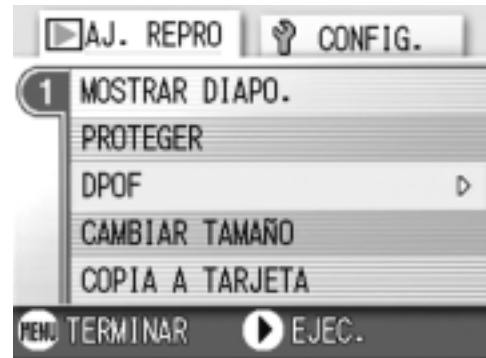 AJ. REPRO CONFIG.
1 MOSTRAR DIAPO.
PROTEGER
DPOF
CAMBIAR TAMAÑO
COPIA A TARJETA
MENU TERMINAR EJEC.